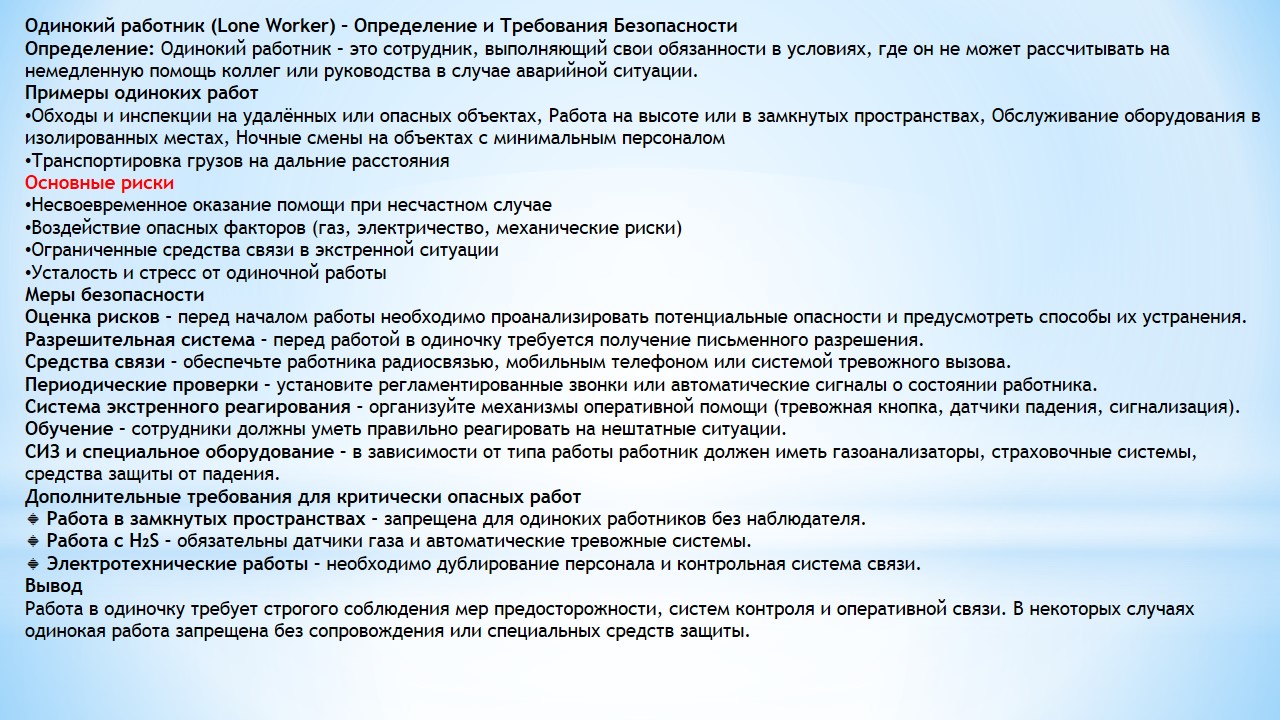 Одинокий работник (Lone Worker) – Определение и Требования Безопасности
Определение: Одинокий работник – это сотрудник, выполняющий свои обязанности в условиях, где он не может рассчитывать на
немедленную помощь коллег или руководства в случае аварийной ситуации.
Примеры одиноких работ
•Обходы и инспекции на удалённых или опасных объектах, Работа на высоте или в замкнутых пространствах, Обслуживание оборудования в
изолированных местах, Ночные смены на объектах с минимальным персоналом
•Транспортировка грузов на дальние расстояния
Основные риски
•Несвоевременное оказание помощи при несчастном случае
•Воздействие опасных факторов (газ, электричество, механические риски)
•Ограниченные средства связи в экстренной ситуации
•Усталость и стресс от одиночной работы
Меры безопасности
Оценка рисков – перед началом работы необходимо проанализировать потенциальные опасности и предусмотреть способы их устранения.
Разрешительная система – перед работой в одиночку требуется получение письменного разрешения.
Средства связи – обеспечьте работника радиосвязью, мобильным телефоном или системой тревожного вызова.
Периодические проверки – установите регламентированные звонки или автоматические сигналы о состоянии работника.
Система экстренного реагирования – организуйте механизмы оперативной помощи (тревожная кнопка, датчики падения, сигнализация).
Обучение – сотрудники должны уметь правильно реагировать на нештатные ситуации.
СИЗ и специальное оборудование – в зависимости от типа работы работник должен иметь газоанализаторы, страховочные системы,
средства защиты от падения.
Дополнительные требования для критически опасных работ
🔹 Работа в замкнутых пространствах – запрещена для одиноких работников без наблюдателя.
🔹 Работа с H₂S – обязательны датчики газа и автоматические тревожные системы.
🔹 Электротехнические работы – необходимо дублирование персонала и контрольная система связи.
Вывод
Работа в одиночку требует строгого соблюдения мер предосторожности, систем контроля и оперативной связи. В некоторых случаях
одинокая работа запрещена без сопровождения или специальных средств защиты.